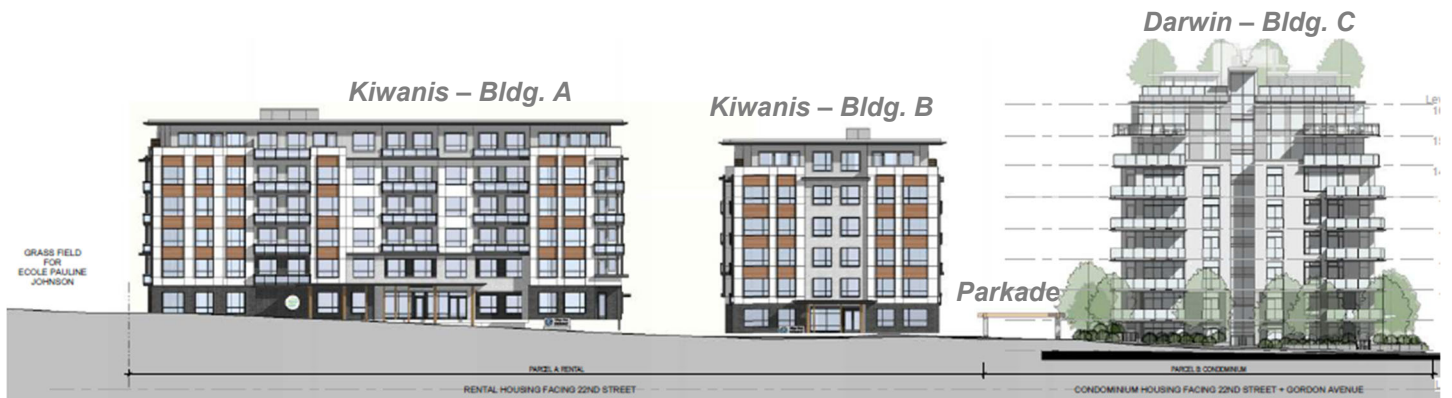 Darwin – Bldg. C
Kiwanis – Bldg. A
Kiwanis – Bldg. B
Parkade
GRASS FIELD
FOR
ECOLE PAULINE
JOHNSON
PARCEL A: RENTAL
PARCEL B: CONDOMINIUM
RENTAL HOUSING FACING 22ND STREET
CONDOMINIUM HOUSING FACING 22ND STREET + GORDON AVENUE